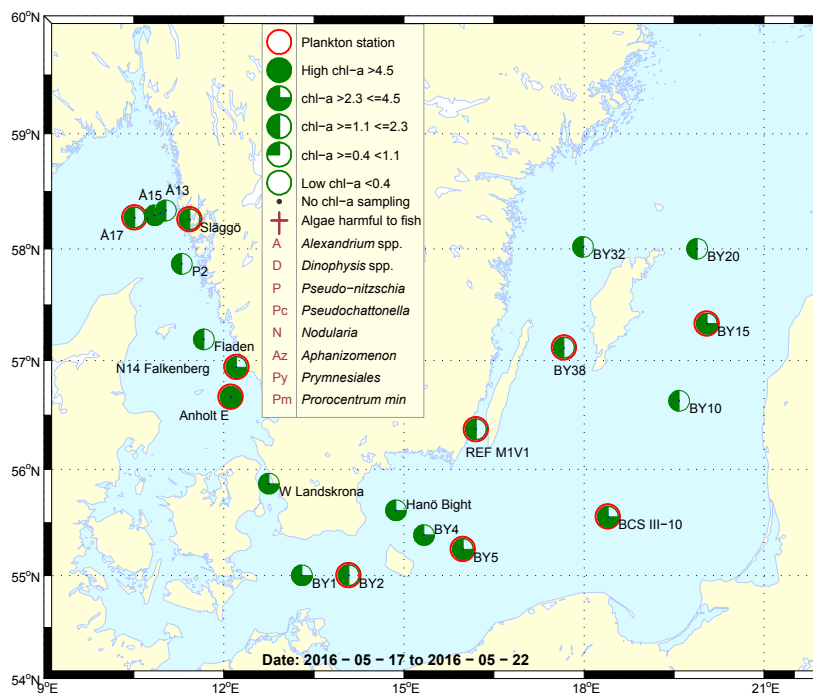 60°N
59°N
58°N
57°N
56°N
55°N
54°N
9°E
12°E
15°E
18°E
21°E
Plankton station
High chl−a >4.5
chl−a >2.3 <=4.5
chl−a >=1.1 <=2.3
chl−a >=0.4 <1.1
Low chl−a <0.4
No chl−a sampling
Algae harmful to fish
A Alexandrium spp.
D Dinophysis spp.
P Pseudo−nitzschia
Pc Pseudochattonella
N Nodularia
Az Aphanizomenon
Py Prymnesiales
Pm Prorocentrum min
Å15
Å13
Å17
Släggö
P2
Fladen
N14 Falkenberg
Anholt E
W Landskrona
Hanö Bight
BY4
BY5
BY1
BY2
REF M1V1
BY38
BY32
BY20
BY15
BY10
BCS III−10
Date: 2016 − 05 − 17 to 2016 − 05 − 22